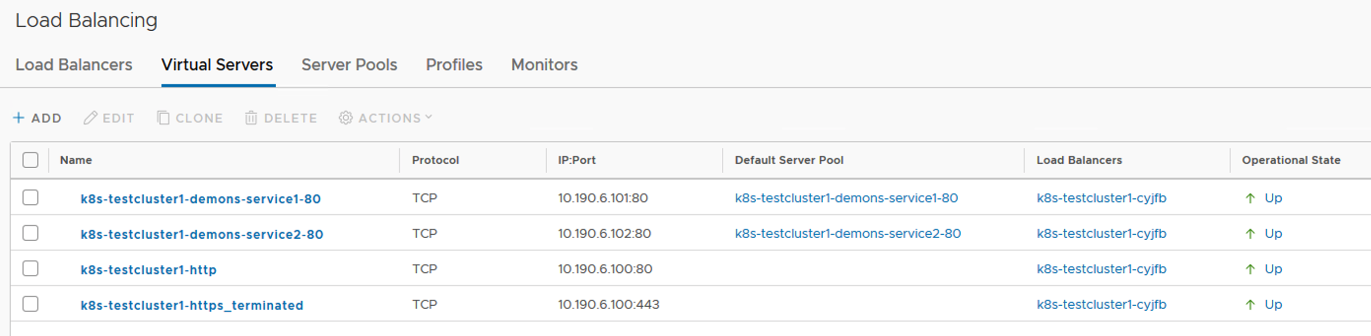 Load Balancing
Load Balancers Virtual Servers Server Pools Profiles Monitors
+ ADD EDIT CLONE DELETE ACTIONS
Name Protocol IP:Port Default Server Pool Load Balancers Operational State
k8s-testcluster1-demons-service1-80 TCP 10.190.6.101:80 k8s-testcluster1-demons-service1-80 k8s-testcluster1-cyjfb Up
k8s-testcluster1-demons-service2-80 TCP 10.190.6.102:80 k8s-testcluster1-demons-service2-80 k8s-testcluster1-cyjfb Up
k8s-testcluster1-http TCP 10.190.6.100:80 k8s-testcluster1-cyjfb Up
k8s-testcluster1-https_terminated TCP 10.190.6.100:443 k8s-testcluster1-cyjfb Up